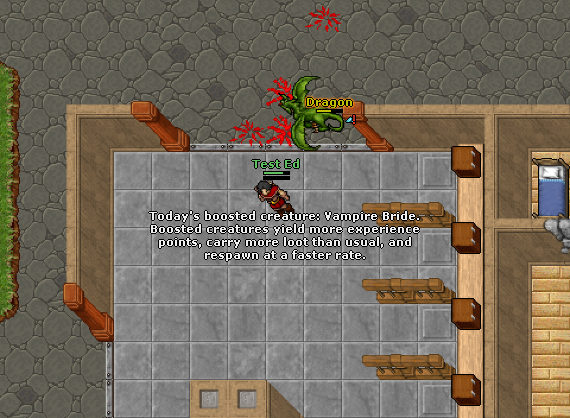 Dragon
Test Ed
Today's boosted creature: Vampire Bride.
Boosted creatures yield more experience
points, carry more loot than usual, and
respawn at a faster rate.